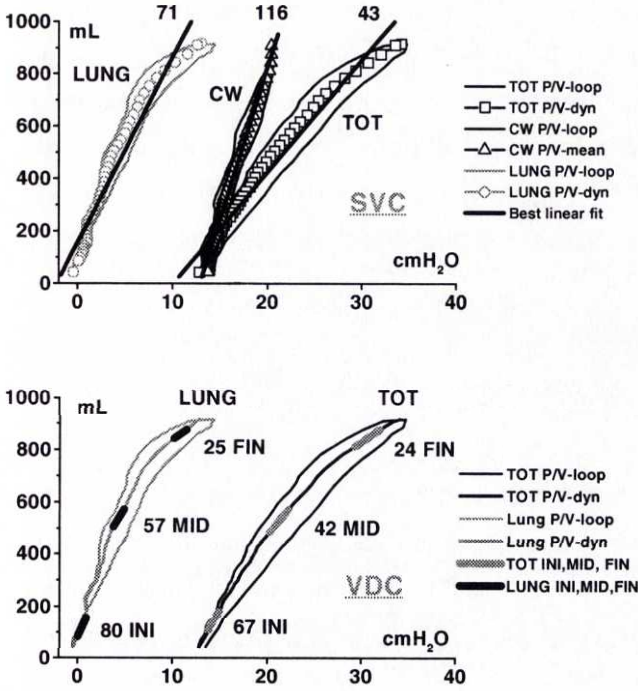 71 116 43
mL
1000
LUNG
800
CW
TOT P/V-loop
TOT P/V-dyn
600
TOT
CW P/V-loop
CW P/V-mean
LUNG P/V-loop
400
LUNG P/V-dyn
SVC
Best linear fit
200
cmH2O
0
0 10 20 30 40
1000
mL
LUNG TOT
800
25 FIN 24 FIN
TOT P/V-loop
600
TOT P/V-dyn
57 MID 42 MID
Lung P/V-loop
400
Lung P/V-dyn
TOT INI,MID, FIN
VDC
LUNG INI,MID,FIN
200
80 INI 67 INI
cmH2O
0
0 10 20 30 40